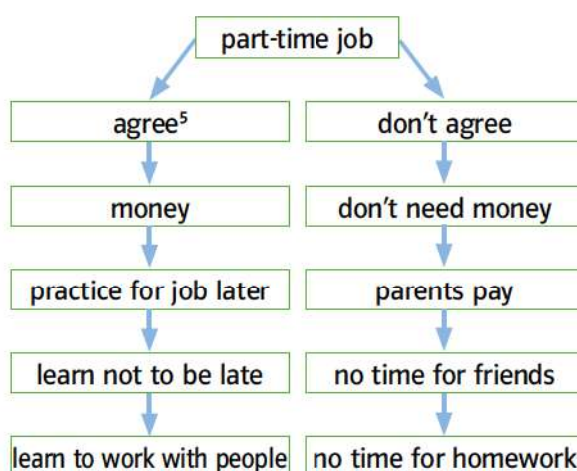 part-time job
agree⁵
don't agree
money
don't need money
practice for job later
parents pay
learn not to be late
no time for friends
learn to work with people
no time for homework